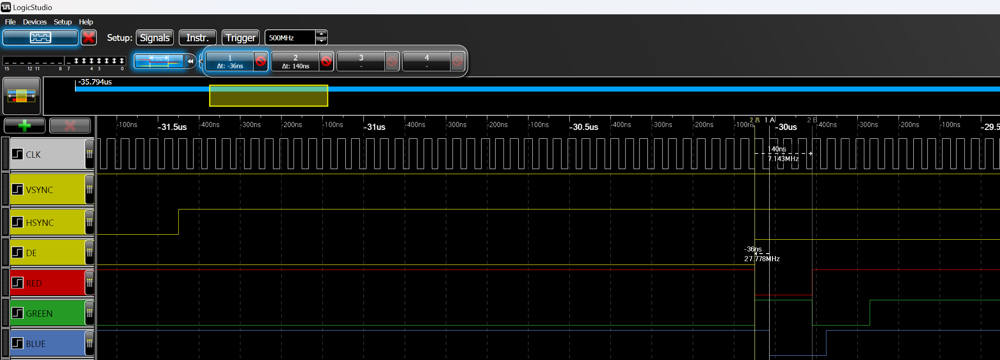 LogicStudio
File Devices Setup Help
Setup: Signals Instr. Trigger 500MHz
1 2 3 4
Δt: -36ns Δt: 140ns - -
15 12 11 8 7 4 3 0
-35.794us
-100ns -31.5us -400ns -300ns -200ns -100ns -31us -400ns -300ns -200ns -100ns -30.5us -400ns -300ns -200ns -100ns 1 A -30us 2 B -400ns -300ns -200ns -100ns -29.5
CLK
140ns
7.143MHz
VSYNC
HSYNC
DE
-36ns
27.778MHz
RED
GREEN
BLUE